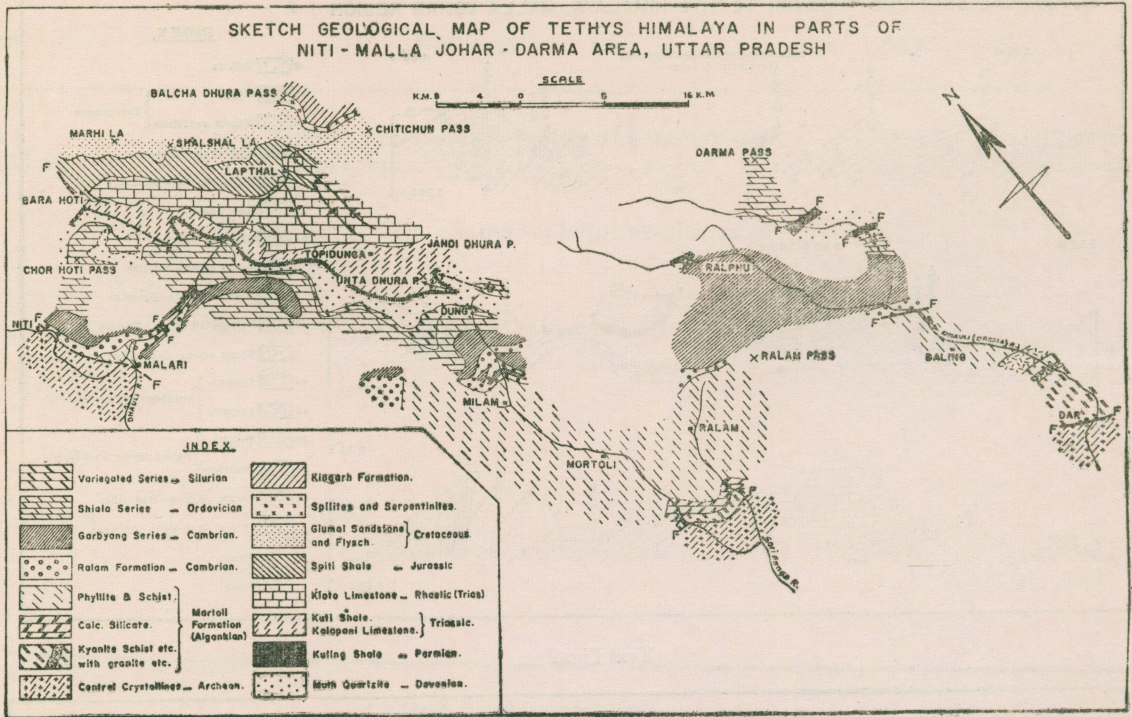 SKETCH GEOLOGICAL MAP OF TETHYS HIMALAYA IN PARTS OF
NITI - MALLA JOHAR - DARMA AREA, UTTAR PRADESH
SCALE
K.M. 8 4 0 8 16 K.M
N
BALCHA DHURA PASS
CHITICHUN PASS
MARHI LA
SHALSHAL LA
LAPTHAL
F
BARA HOTI
CHOR HOTI PASS
TOPIDUNGA
JANDI DHURA P.
UNTA DHURA P.
DUNG
NITI
F
MALARI
F
DHAULI R.
MILAM
MORTOLI
RALAM
RALAM PASS
RALPHU
DARMA PASS
F
F
F
F
DHAULI (DARMA) R.
BALING
DAR
F
F
F
F
Gori Ganga R.
INDEX
Variegated Series - Silurian
Shiala Series - Ordovician
Garbyang Series - Cambrian.
Ralam Formation - Cambrian.
Phyllite & Schist.
Calc. Silicate.
Kyanite Schist etc.
with granite etc.
Martoli
Formation
(Algonkian)
Central Crystallines - Archean.
Kiogarh Formation.
Spilites and Serpentinites.
Giumal Sandstone
and Flysch.
Cretaceous.
Spiti Shale - Jurassic
Kioto Limestone - Rhaetic (Trias)
Kuti Shale.
Kalapani Limestone.
Triassic.
Kuling Shale - Permian.
Muth Quartzite - Devonian.